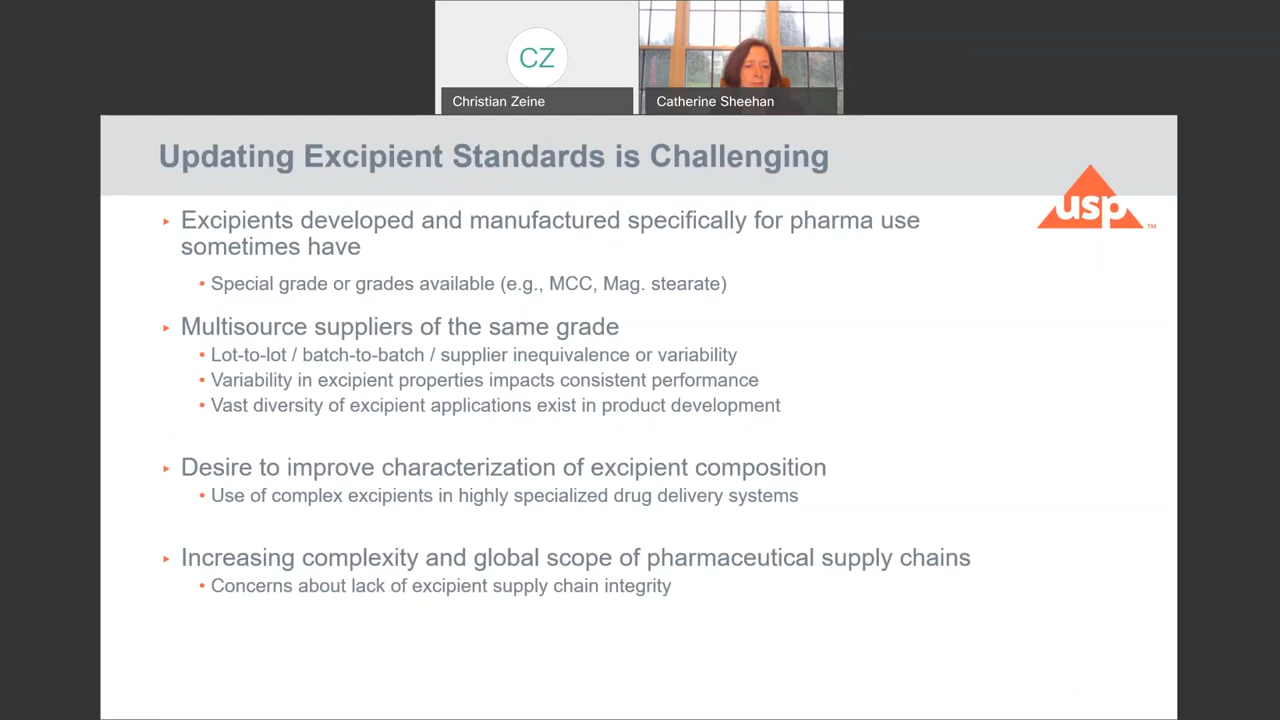 CZ
Christian Zeine
Catherine Sheehan
Updating Excipient Standards is Challenging
usp
™
▸ Excipients developed and manufactured specifically for pharma use
sometimes have
• Special grade or grades available (e.g., MCC, Mag. stearate)
▸ Multisource suppliers of the same grade
• Lot-to-lot / batch-to-batch / supplier inequivalence or variability
• Variability in excipient properties impacts consistent performance
• Vast diversity of excipient applications exist in product development
▸ Desire to improve characterization of excipient composition
• Use of complex excipients in highly specialized drug delivery systems
▸ Increasing complexity and global scope of pharmaceutical supply chains
• Concerns about lack of excipient supply chain integrity